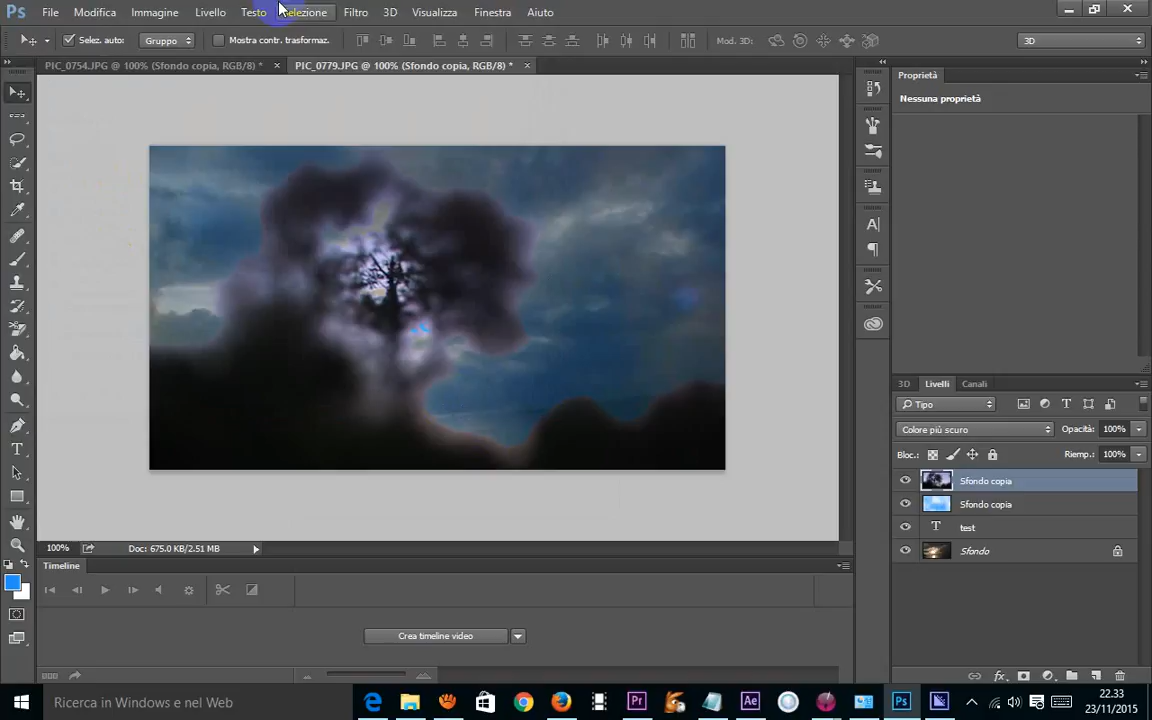 Ps File Modifica Immagine Livello Testo Selezione Filtro 3D Visualizza Finestra Aiuto
Selez. auto: Gruppo Mostra contr. trasformaz. Mod. 3D: 3D
PIC_0754.JPG @ 100% (Sfondo copia, RGB/8) * × PIC_0779.JPG @ 100% (Sfondo copia, RGB/8) * ×
Proprietà
Nessuna proprietà
3D Livelli Canali
Tipo
Colore più scuro Opacità: 100%
Bloc.: Riemp.: 100%
Sfondo copia
Sfondo copia
T test
Sfondo
100% Doc: 675.0 KB/2.51 MB
Timeline
Crea timeline video
fx
Ricerca in Windows e nel Web
Pr Ae Ps
22.33
23/11/2015